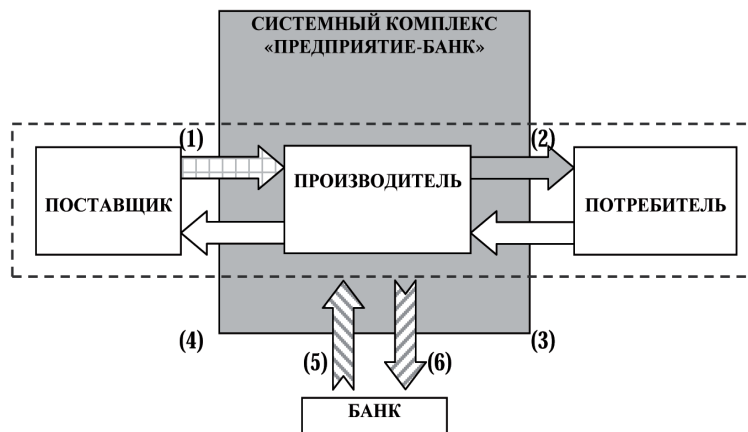 СИСТЕМНЫЙ КОМПЛЕКС
«ПРЕДПРИЯТИЕ-БАНК»
(1)
(2)
ПОСТАВЩИК
ПРОИЗВОДИТЕЛЬ
ПОТРЕБИТЕЛЬ
(4)
(3)
(5)
(6)
БАНК